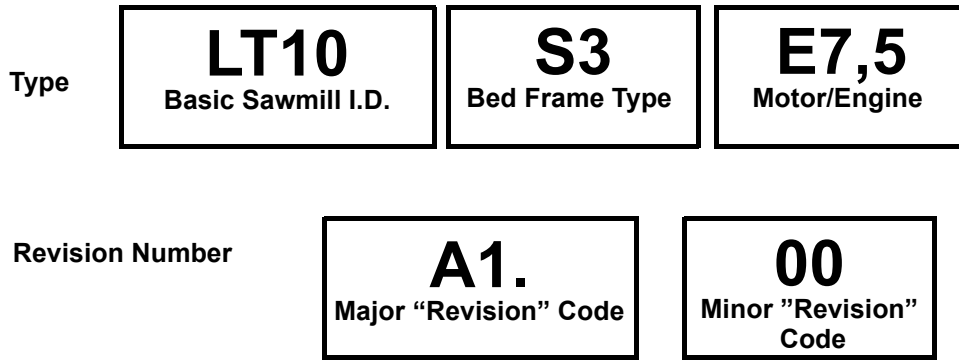 Type
LT10
Basic Sawmill I.D.
S3
Bed Frame Type
E7,5
Motor/Engine
Revision Number
A1.
Major “Revision” Code
00
Minor ”Revision”
Code